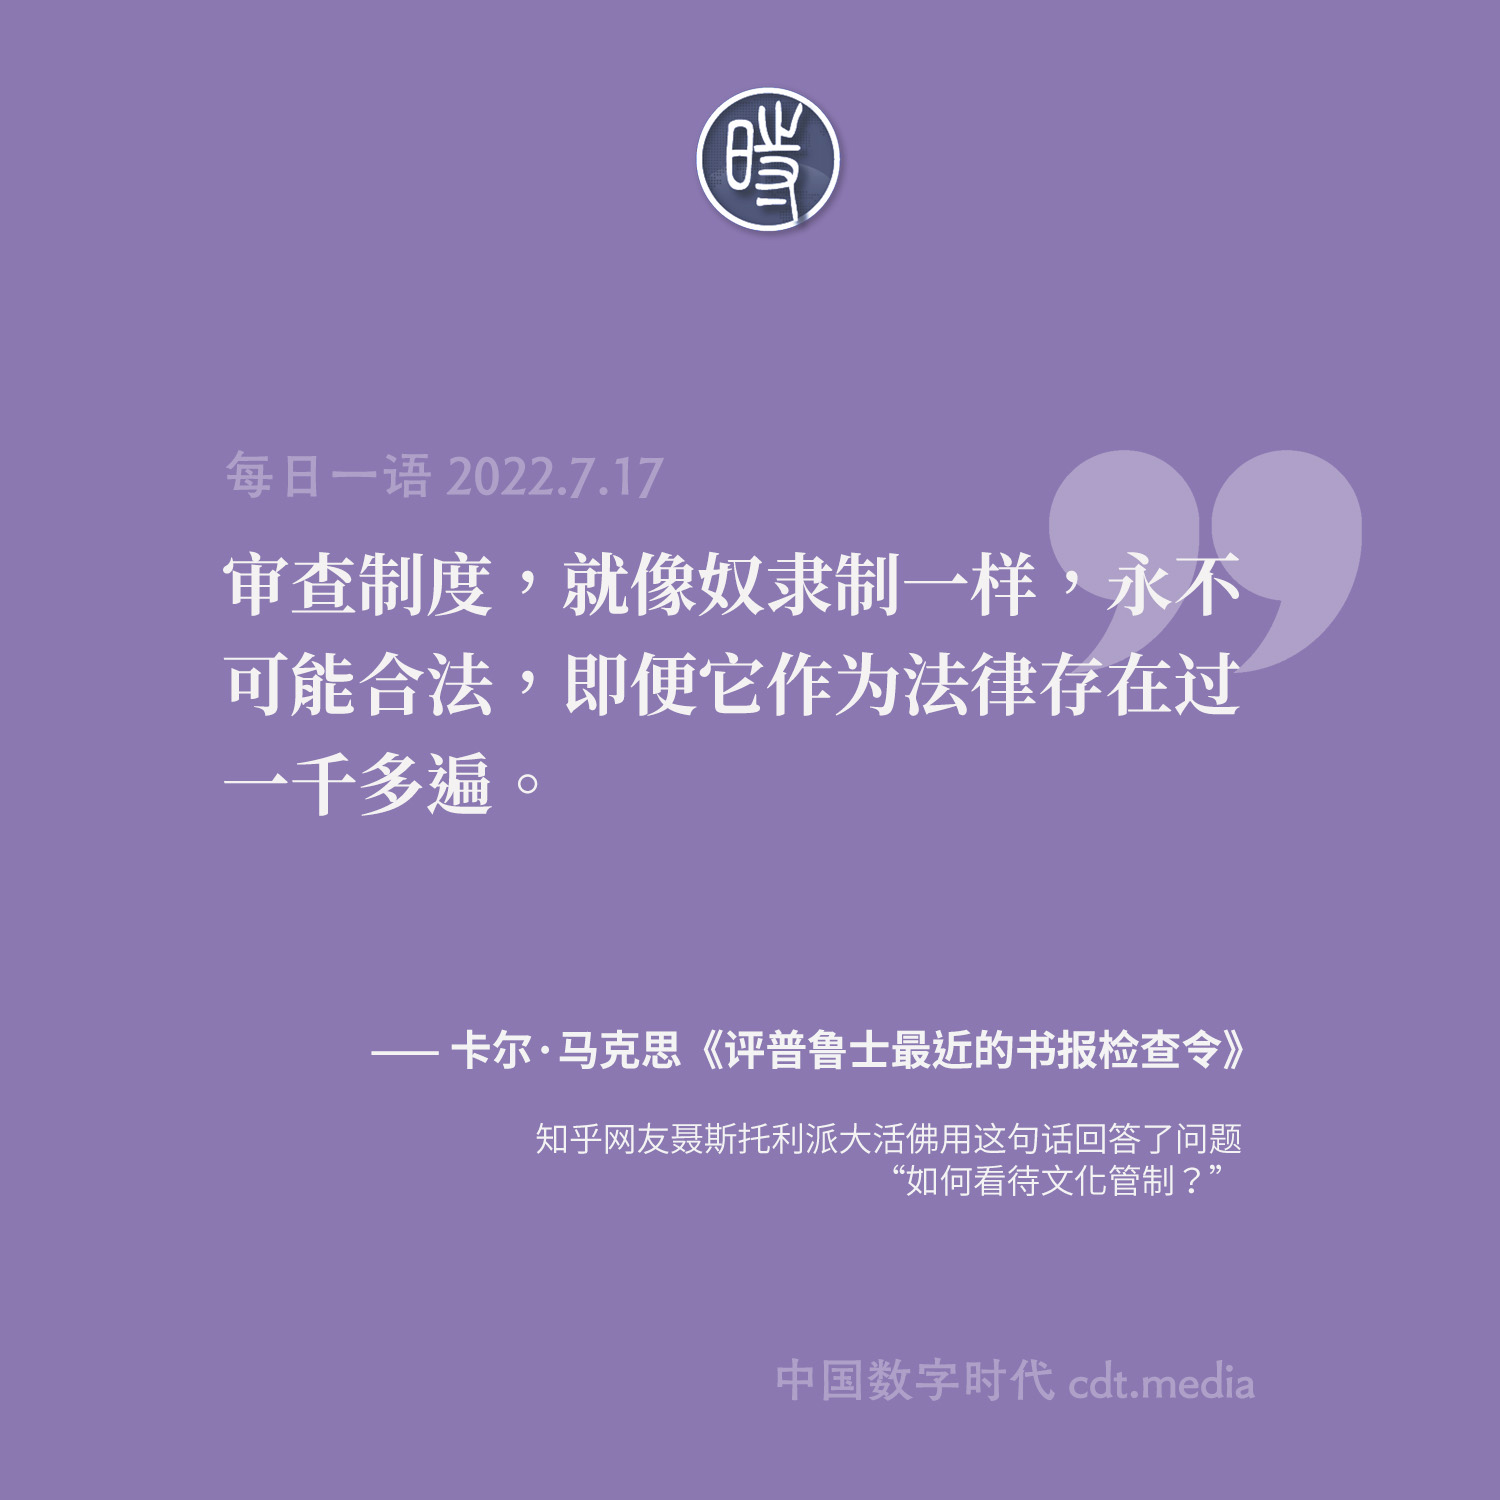 時
每日一语 2022.7.17
审查制度，就像奴隶制一样，永不
可能合法，即便它作为法律存在过
一千多遍。
—— 卡尔·马克思《评普鲁士最近的书报检查令》
知乎网友聂斯托利派大活佛用这句话回答了问题
“如何看待文化管制？”
中国数字时代 cdt.media